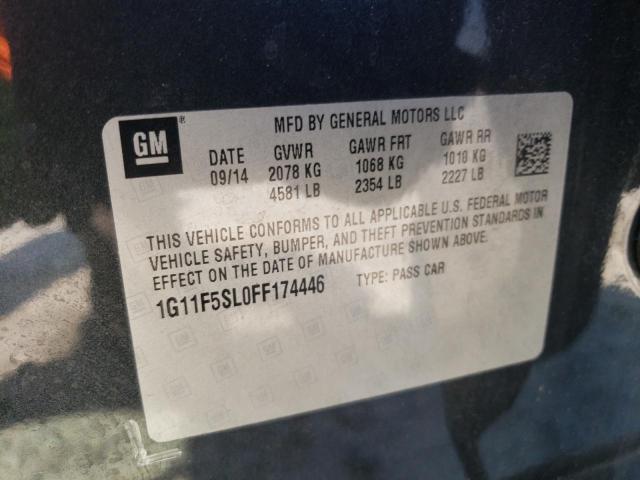 GM ®
MFD BY GENERAL MOTORS LLC
DATE GVWR GAWR FRT GAWR RR
09/14 2078 KG 1068 KG 1010 KG
4581 LB 2354 LB 2227 LB
THIS VEHICLE CONFORMS TO ALL APPLICABLE U.S. FEDERAL MOTOR
VEHICLE SAFETY, BUMPER, AND THEFT PREVENTION STANDARDS IN
EFFECT ON THE DATE OF MANUFACTURE SHOWN ABOVE.
1G11F5SL0FF174446 TYPE: PASS CAR